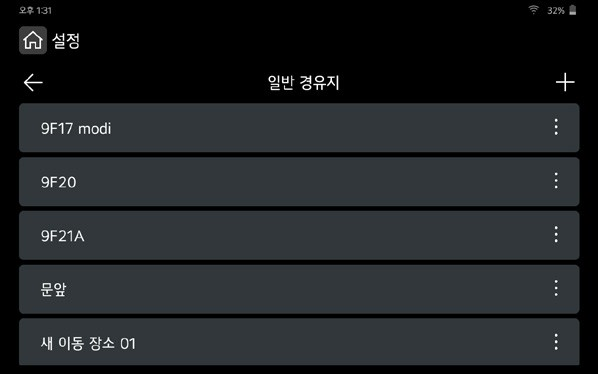 오후 1:31
32%
설정
일반 경유지
9F17 modi
9F20
9F21A
문앞
새 이동 장소 01